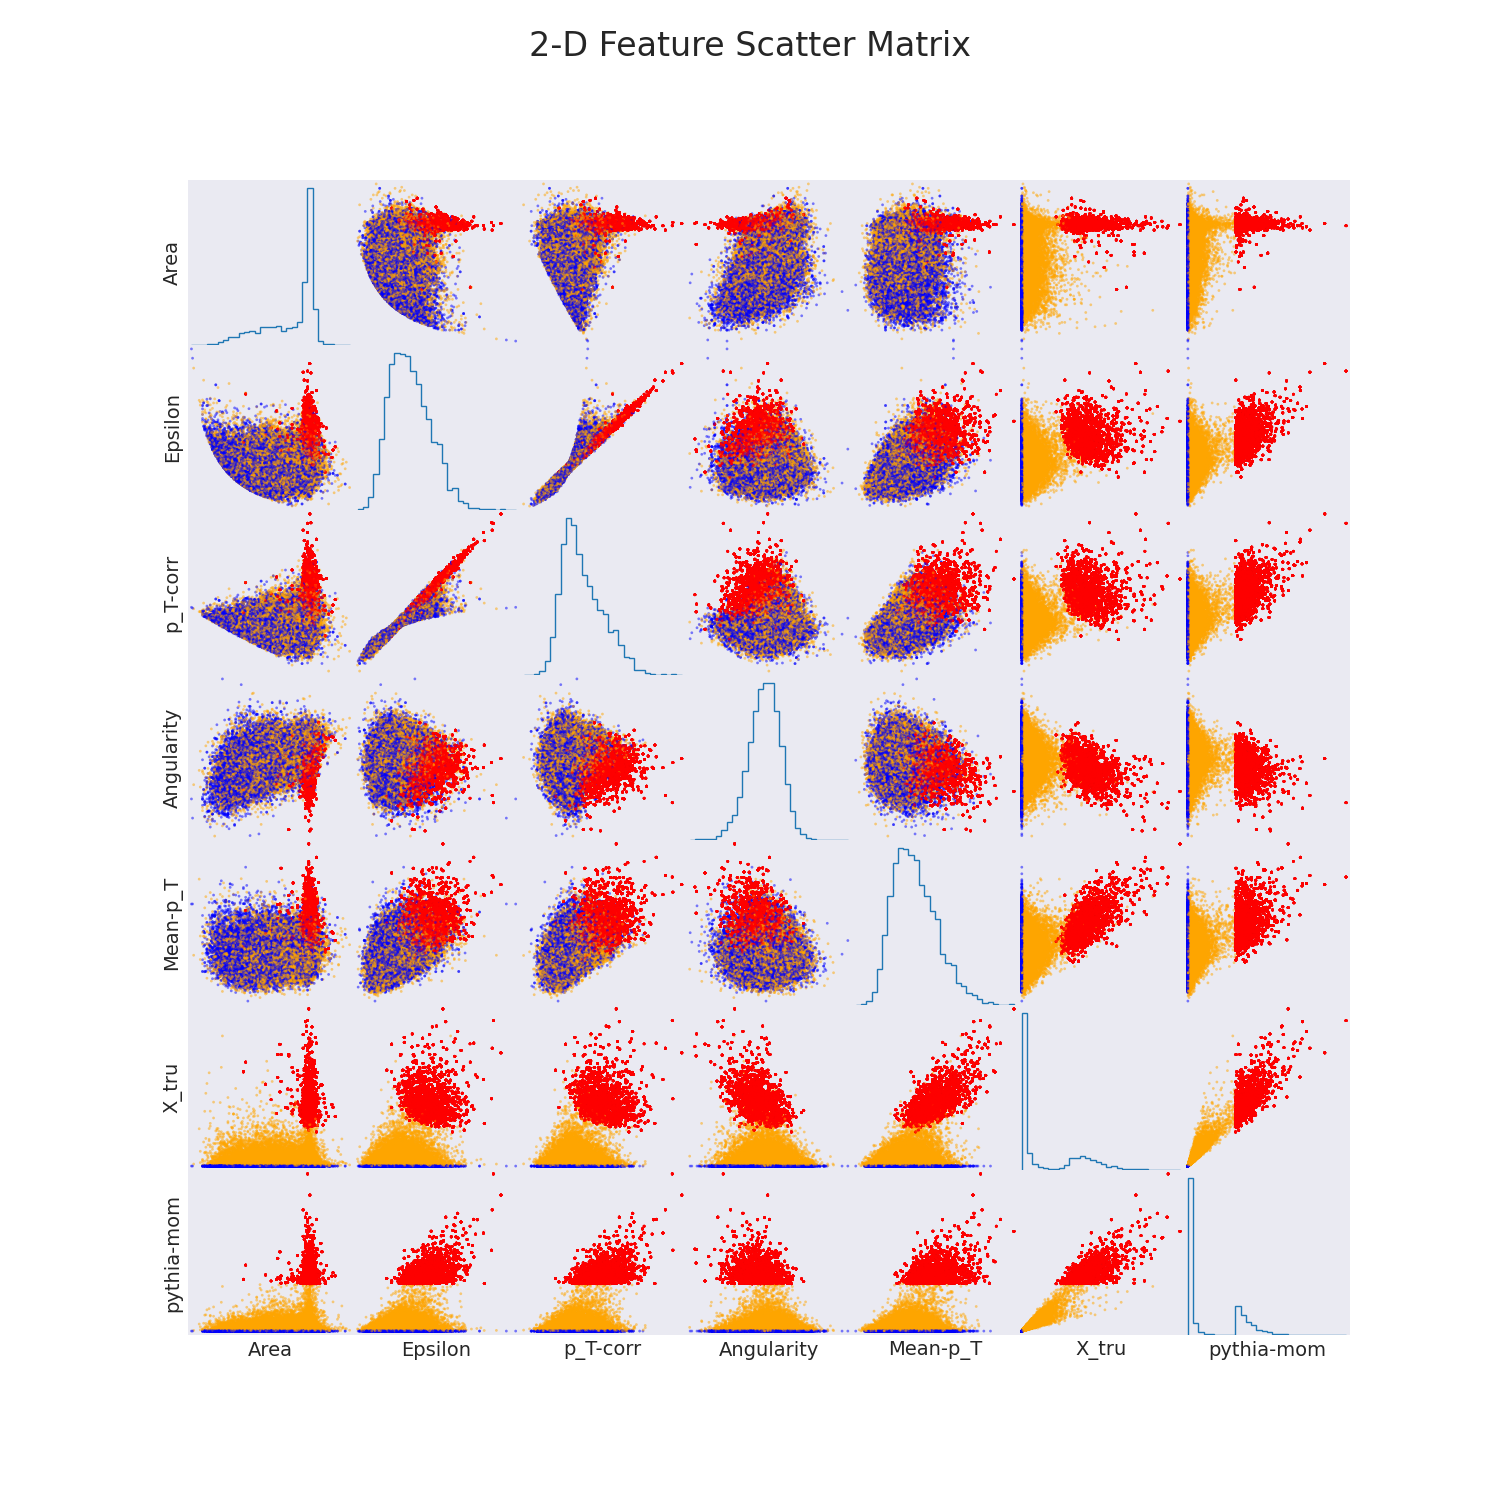 2-D Feature Scatter Matrix
Area
Epsilon
p_T-corr
Angularity
Mean-p_T
X_tru
pythia-mom
Area Epsilon p_T-corr Angularity Mean-p_T X_tru pythia-mom